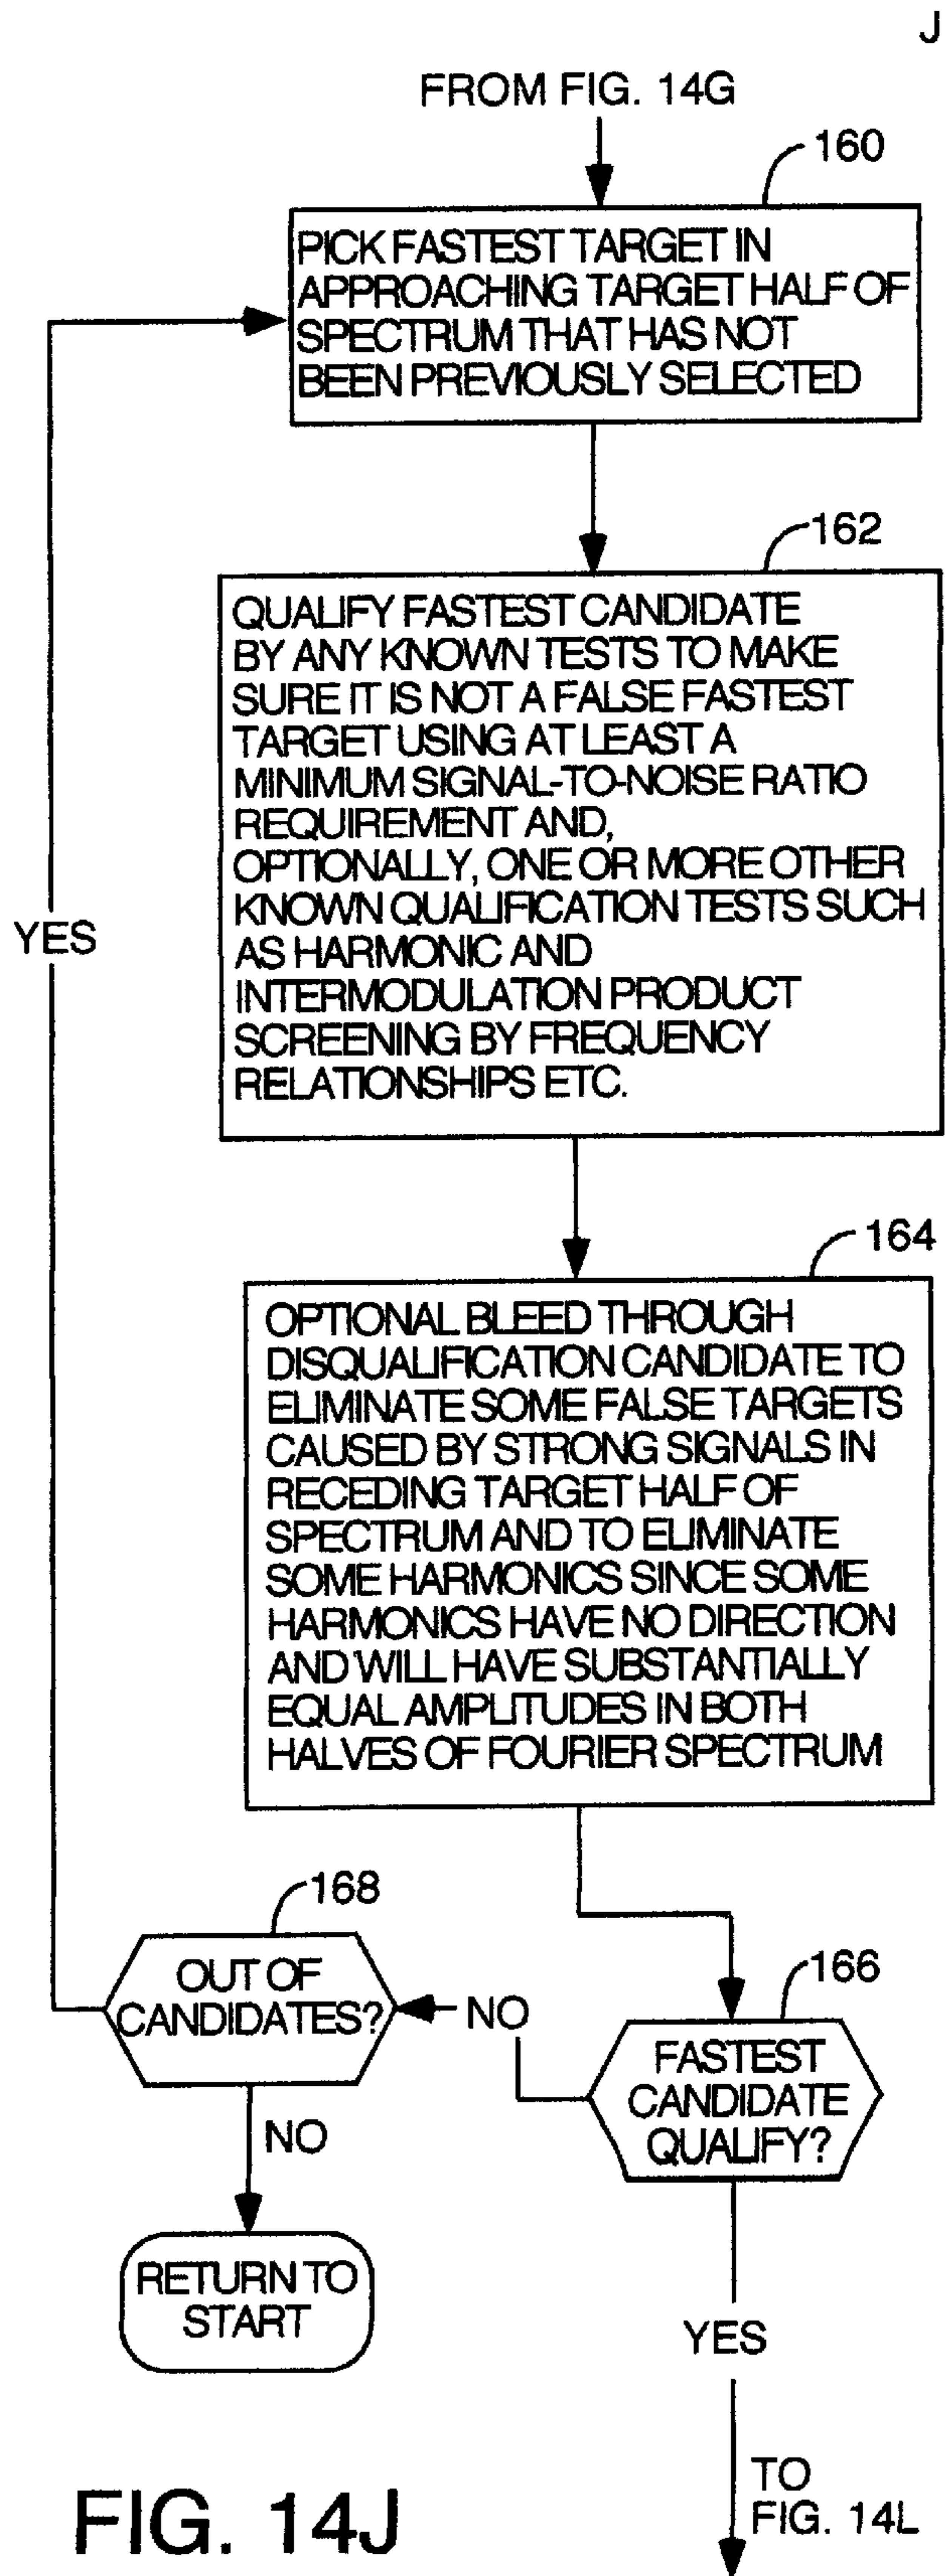 J
FROM FIG. 14G
160
PICK FASTEST TARGET IN
APPROACHING TARGET HALF OF
SPECTRUM THAT HAS NOT
BEEN PREVIOUSLY SELECTED
162
QUALIFY FASTEST CANDIDATE
BY ANY KNOWN TESTS TO MAKE
SURE IT IS NOT A FALSE FASTEST
TARGET USING AT LEAST A
MINIMUM SIGNAL-TO-NOISE RATIO
REQUIREMENT AND,
OPTIONALLY, ONE OR MORE OTHER
KNOWN QUALIFICATION TESTS SUCH
AS HARMONIC AND
INTERMODULATION PRODUCT
SCREENING BY FREQUENCY
RELATIONSHIPS ETC.
YES
164
OPTIONAL BLEED THROUGH
DISQUALIFICATION CANDIDATE TO
ELIMINATE SOME FALSE TARGETS
CAUSED BY STRONG SIGNALS IN
RECEDING TARGET HALF OF
SPECTRUM AND TO ELIMINATE
SOME HARMONICS SINCE SOME
HARMONICS HAVE NO DIRECTION
AND WILL HAVE SUBSTANTIALLY
EQUAL AMPLITUDES IN BOTH
HALVES OF FOURIER SPECTRUM
168
OUT OF
CANDIDATES?
NO
166
FASTEST
CANDIDATE
QUALIFY?
NO
RETURN TO
START
YES
TO
FIG. 14L
FIG. 14J